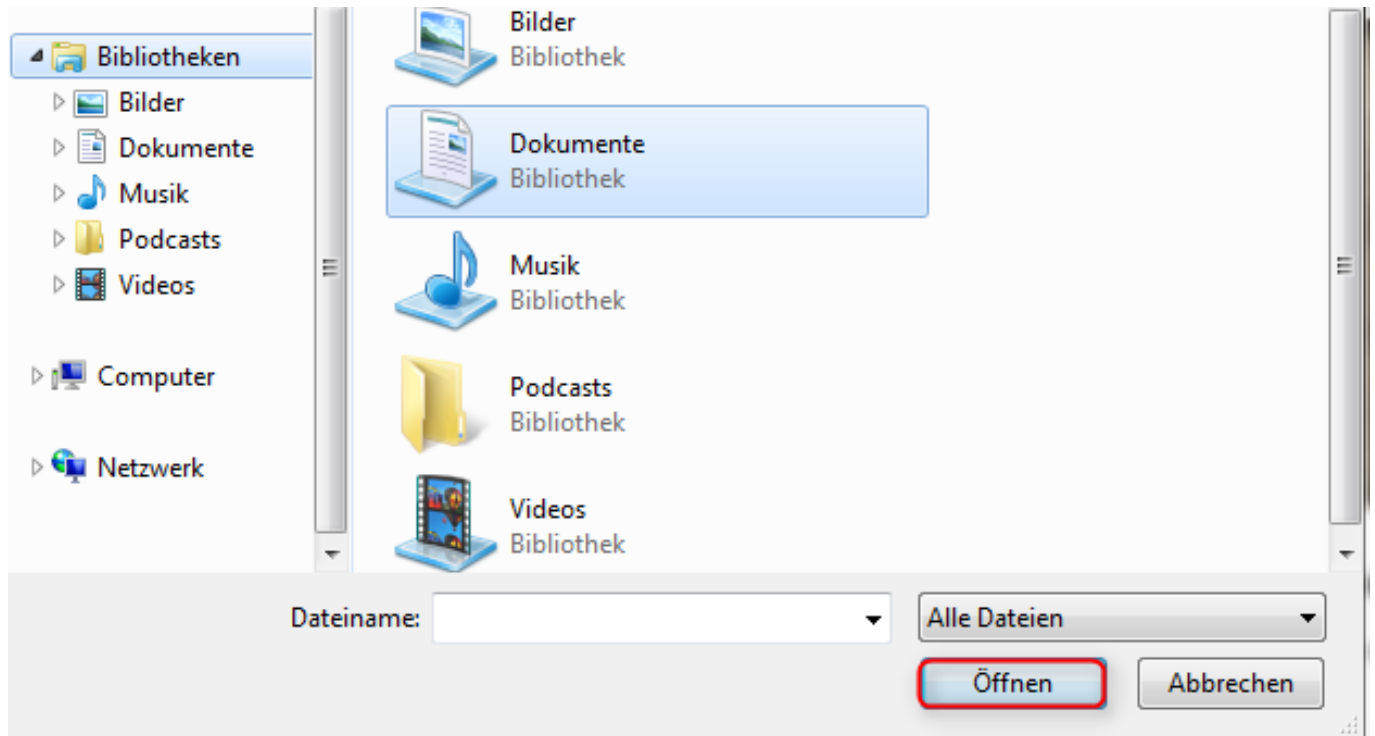 Bibliotheken
Bilder
Dokumente
Musik
Podcasts
Videos
Computer
Netzwerk
Bilder
Bibliothek
Dokumente
Bibliothek
Musik
Bibliothek
Podcasts
Bibliothek
Videos
Bibliothek
Dateiname:
Alle Dateien
Öffnen
Abbrechen